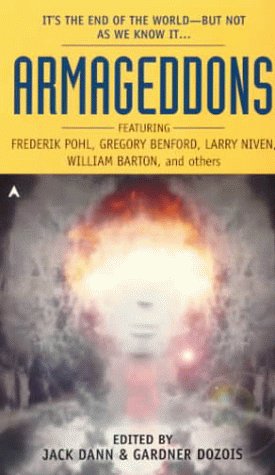 IT'S THE END OF THE WORLD—BUT NOT
AS WE KNOW IT...
ARMAGEDDONS
FEATURING
FREDERIK POHL, GREGORY BENFORD, LARRY NIVEN,
WILLIAM BARTON, and others
EDITED BY
JACK DANN & GARDNER DOZOIS